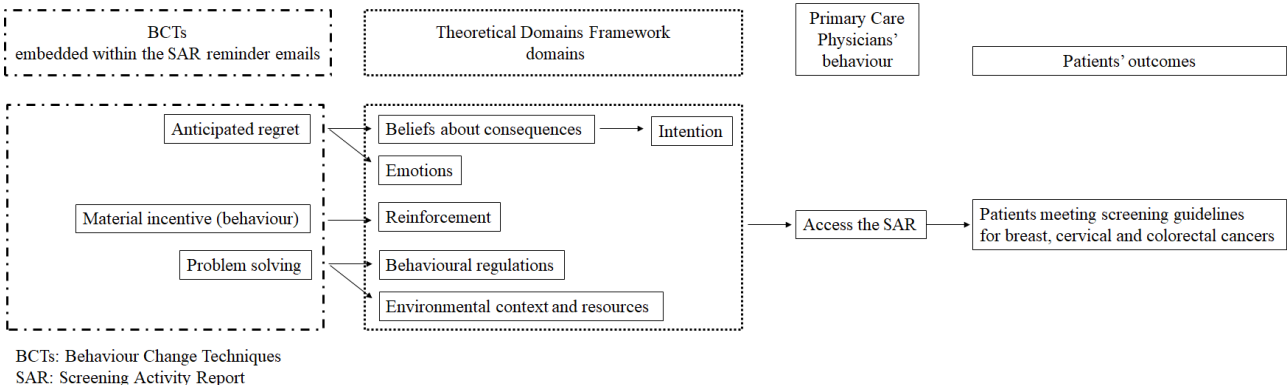 BCTs
embedded within the SAR reminder emails
Theoretical Domains Framework
domains
Primary Care
Physicians'
behaviour
Patients' outcomes
Anticipated regret
Beliefs about consequences
Intention
Emotions
Material incentive (behaviour)
Reinforcement
Access the SAR
Patients meeting screening guidelines
for breast, cervical and colorectal cancers
Problem solving
Behavioural regulations
Environmental context and resources
BCTs: Behaviour Change Techniques
SAR: Screening Activity Report